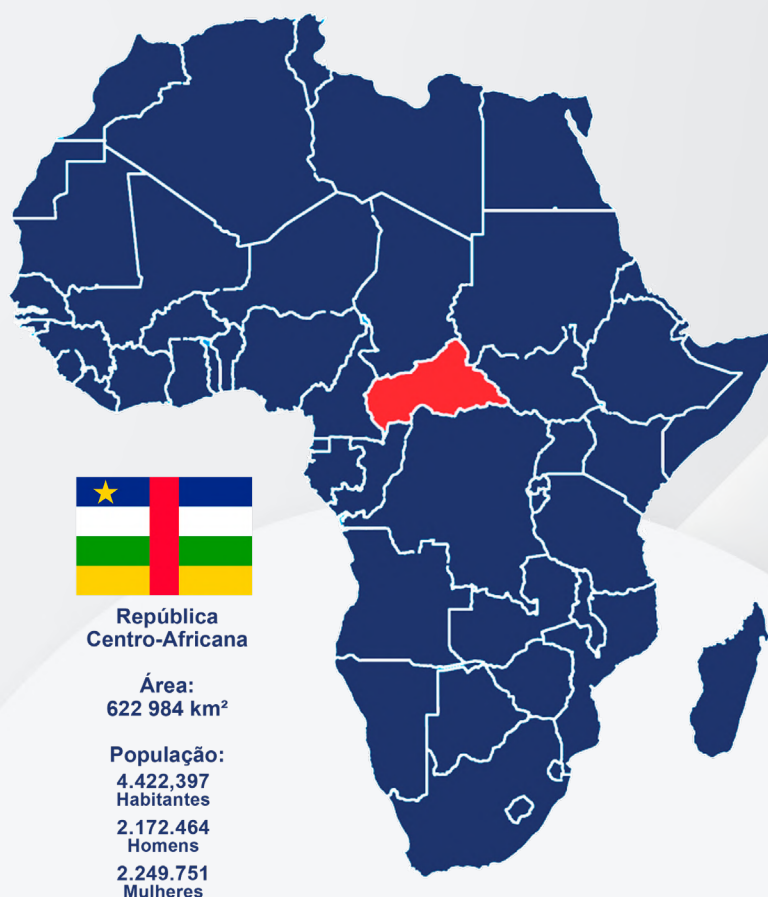 República
Centro-Africana
Área:
622 984 km²
População:
4.422,397
Habitantes
2.172.464
Homens
2.249.751
Mulheres